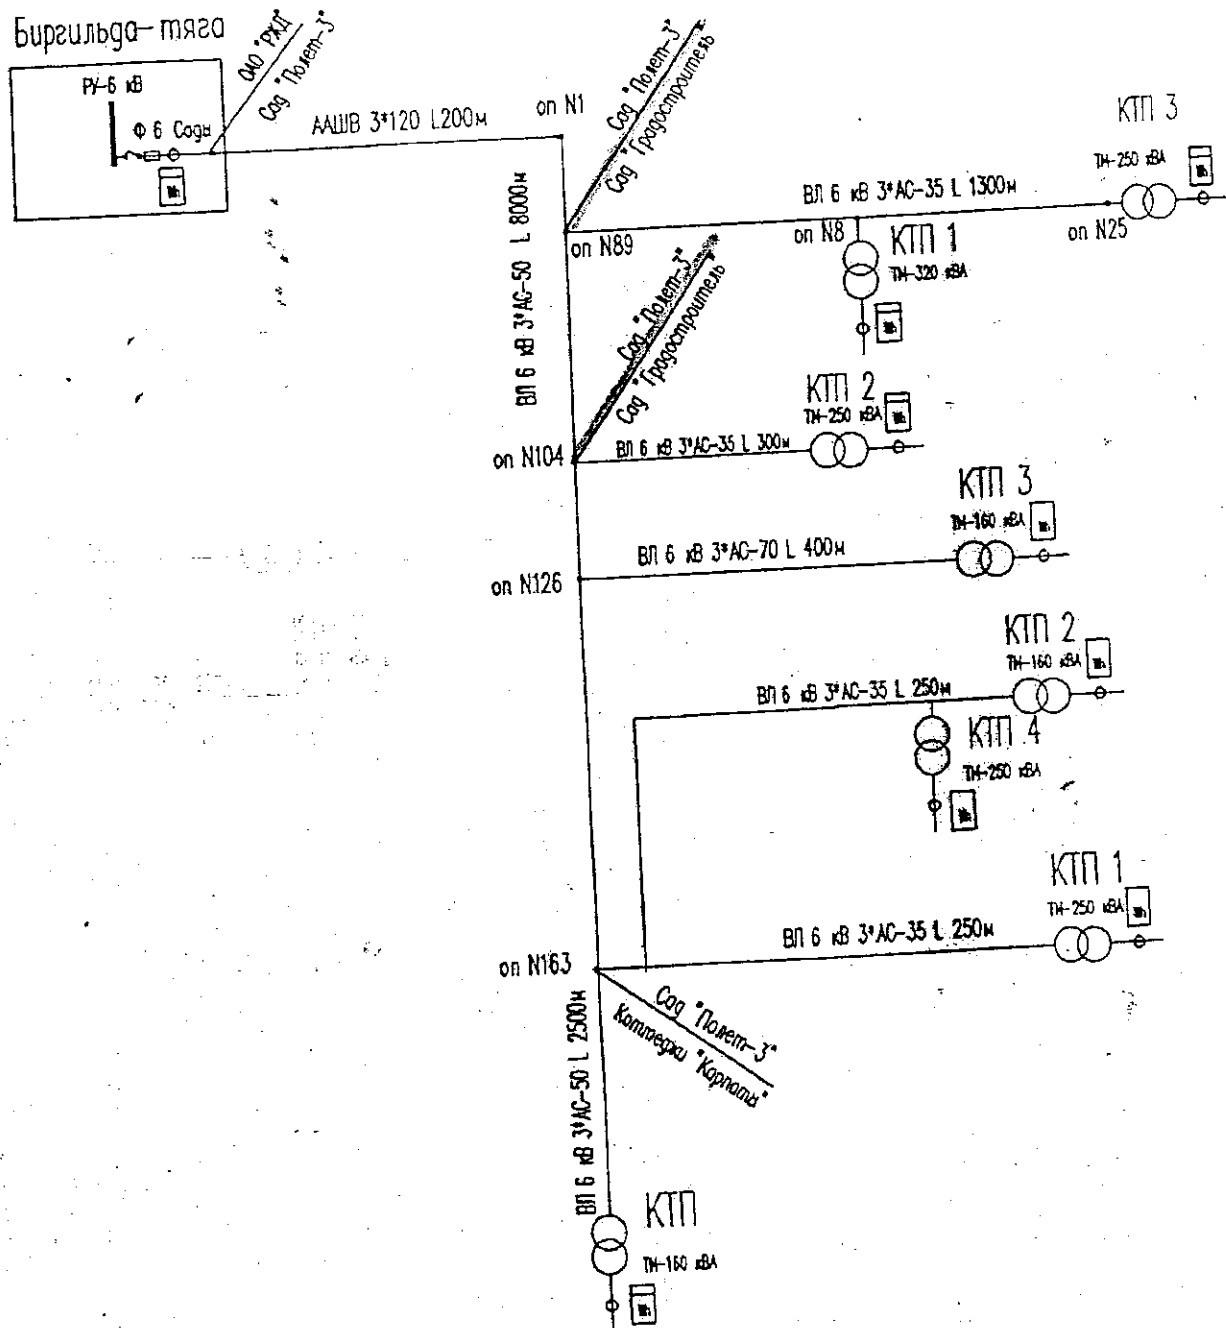 Биргильда-тяга
РУ-6 кВ
Ф 6 Сады
ОАО "РЖД"
Сад "Полет-3"
ААШВ 3*120 L200м
оп N1
Сад "Полет-3"
Сад "Градостроитель"
КТП 3
ТМ-250 кВА
ВЛ 6 кВ 3*АС-35 L 1300м
оп N89
оп N8
оп N25
КТП 1
ТМ-320 кВА
ВЛ 6 кВ 3*АС-50 L 8000м
Сад "Полет-3"
Сад "Градостроитель"
КТП 2
ТМ-250 кВА
оп N104
ВЛ 6 кВ 3*АС-35 L 300м
КТП 3
ТМ-160 кВА
ВЛ 6 кВ 3*АС-70 L 400м
оп N126
КТП 2
ТМ-160 кВА
ВЛ 6 кВ 3*АС-35 L 250м
КТП 4
ТМ-250 кВА
КТП 1
ТМ-250 кВА
ВЛ 6 кВ 3*АС-35 L 250м
оп N163
Сад "Полет-3"
Коттеджи "Карпаты"
ВЛ 6 кВ 3*АС-50 L 2500м
КТП
ТМ-160 кВА